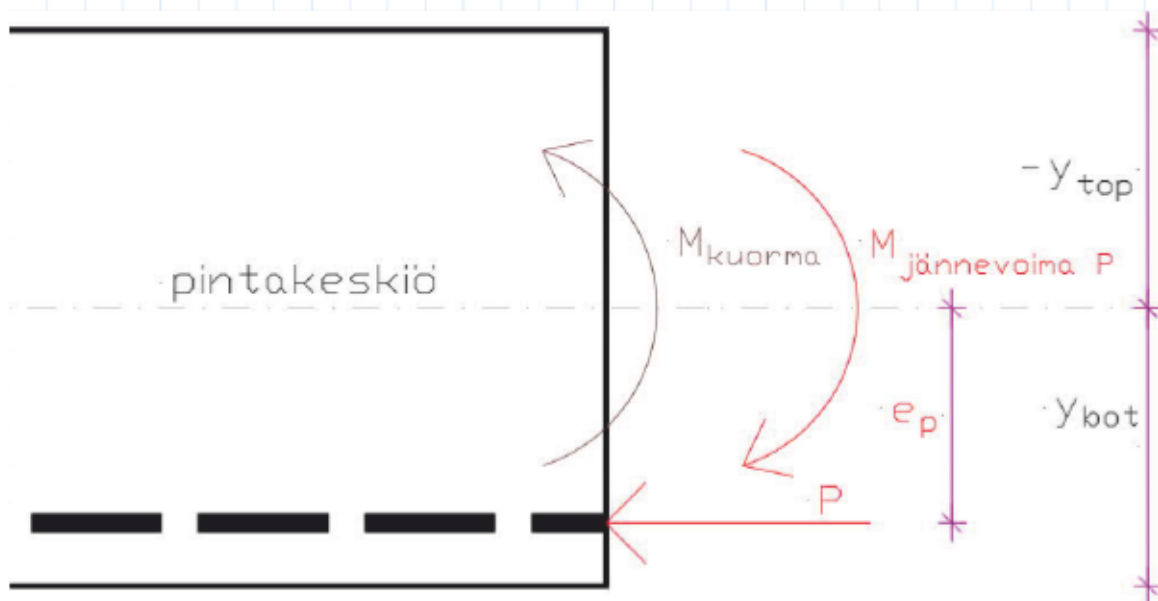 -y_top
M_kuorma
M_jännevoima P
pintakeskiö
e_p
y_bot
P